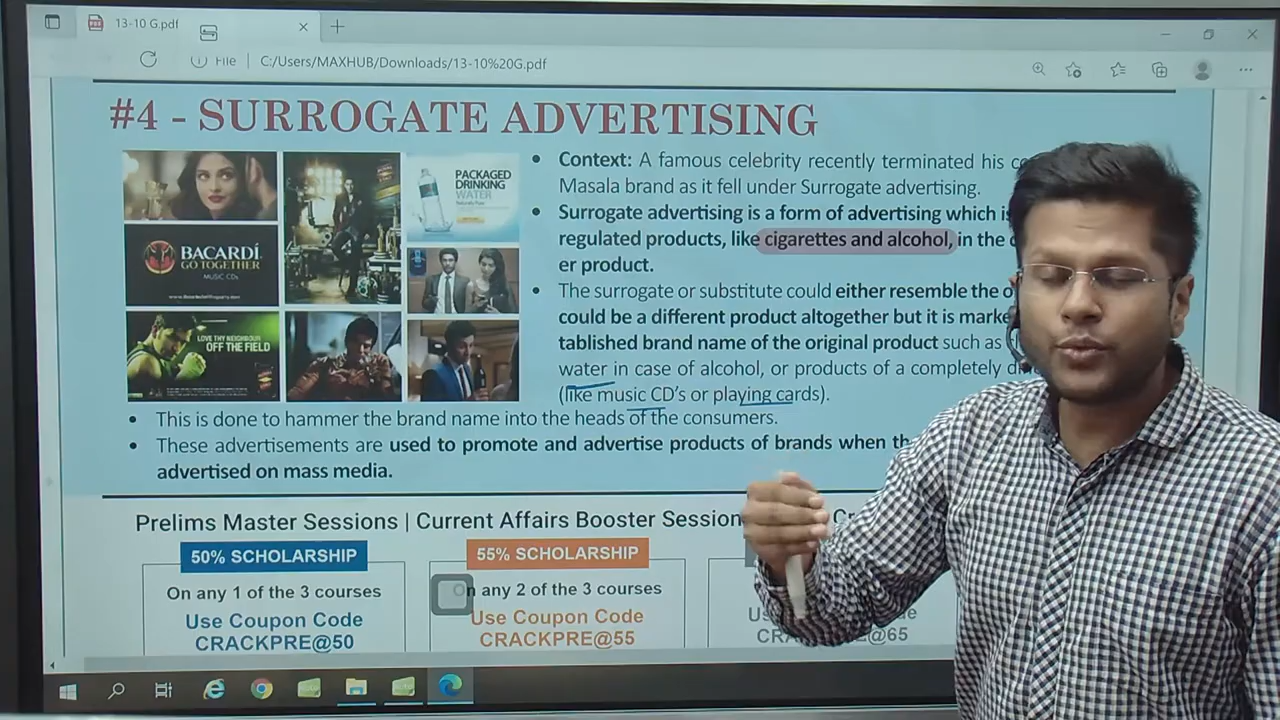 13-10 G.pdf
File
C:/Users/MAXHUB/Downloads/13-10%20G.pdf
#4 - SURROGATE ADVERTISING
PACKAGED
DRINKING
WATER
BACARDÍ
GO TOGETHER
MUSIC CDs
LOVE THY NEIGHBOUR
OFF THE FIELD
• Context: A famous celebrity recently terminated his
Masala brand as it fell under Surrogate advertising.
• Surrogate advertising is a form of advertising which
regulated products, like cigarettes and alcohol, in the
er product.
• The surrogate or substitute could either resemble the
could be a different product altogether but it is
tablished brand name of the original product such as
water in case of alcohol, or products of a completely
(like music CD's or playing cards).
• This is done to hammer the brand name into the heads of the consumers.
• These advertisements are used to promote and advertise products of brands when
advertised on mass media.
Prelims Master Sessions | Current Affairs Booster Session
50% SCHOLARSHIP
On any 1 of the 3 courses
Use Coupon Code
CRACKPRE@50
55% SCHOLARSHIP
On any 2 of the 3 courses
Use Coupon Code
CRACKPRE@55